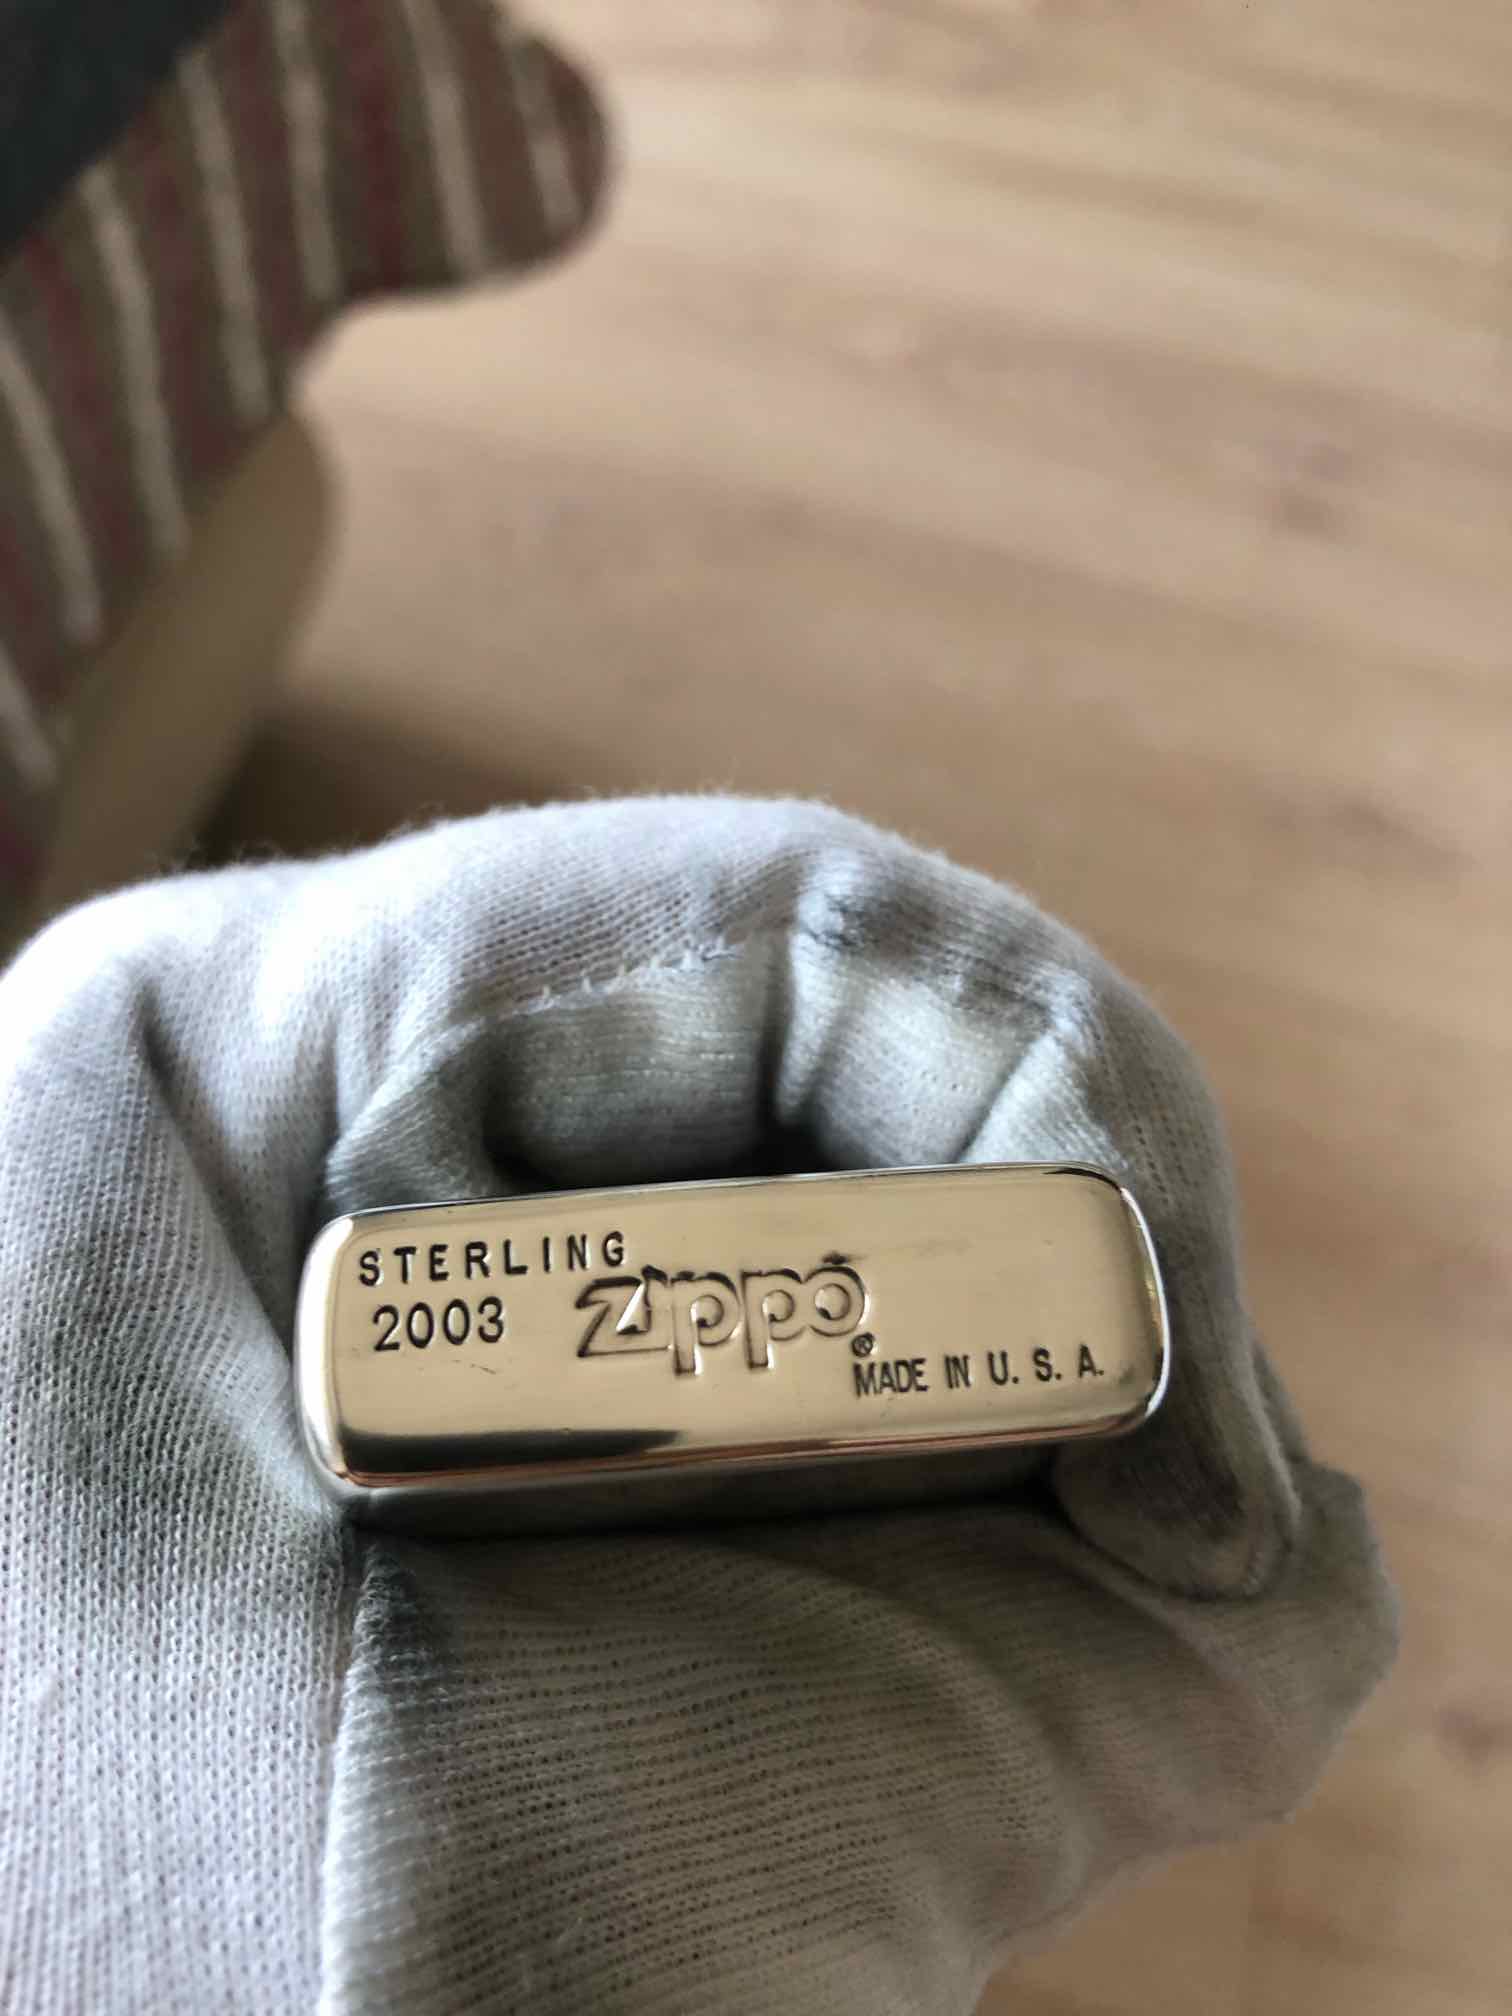 STERLING
2003 Zippo®
MADE IN U. S. A.